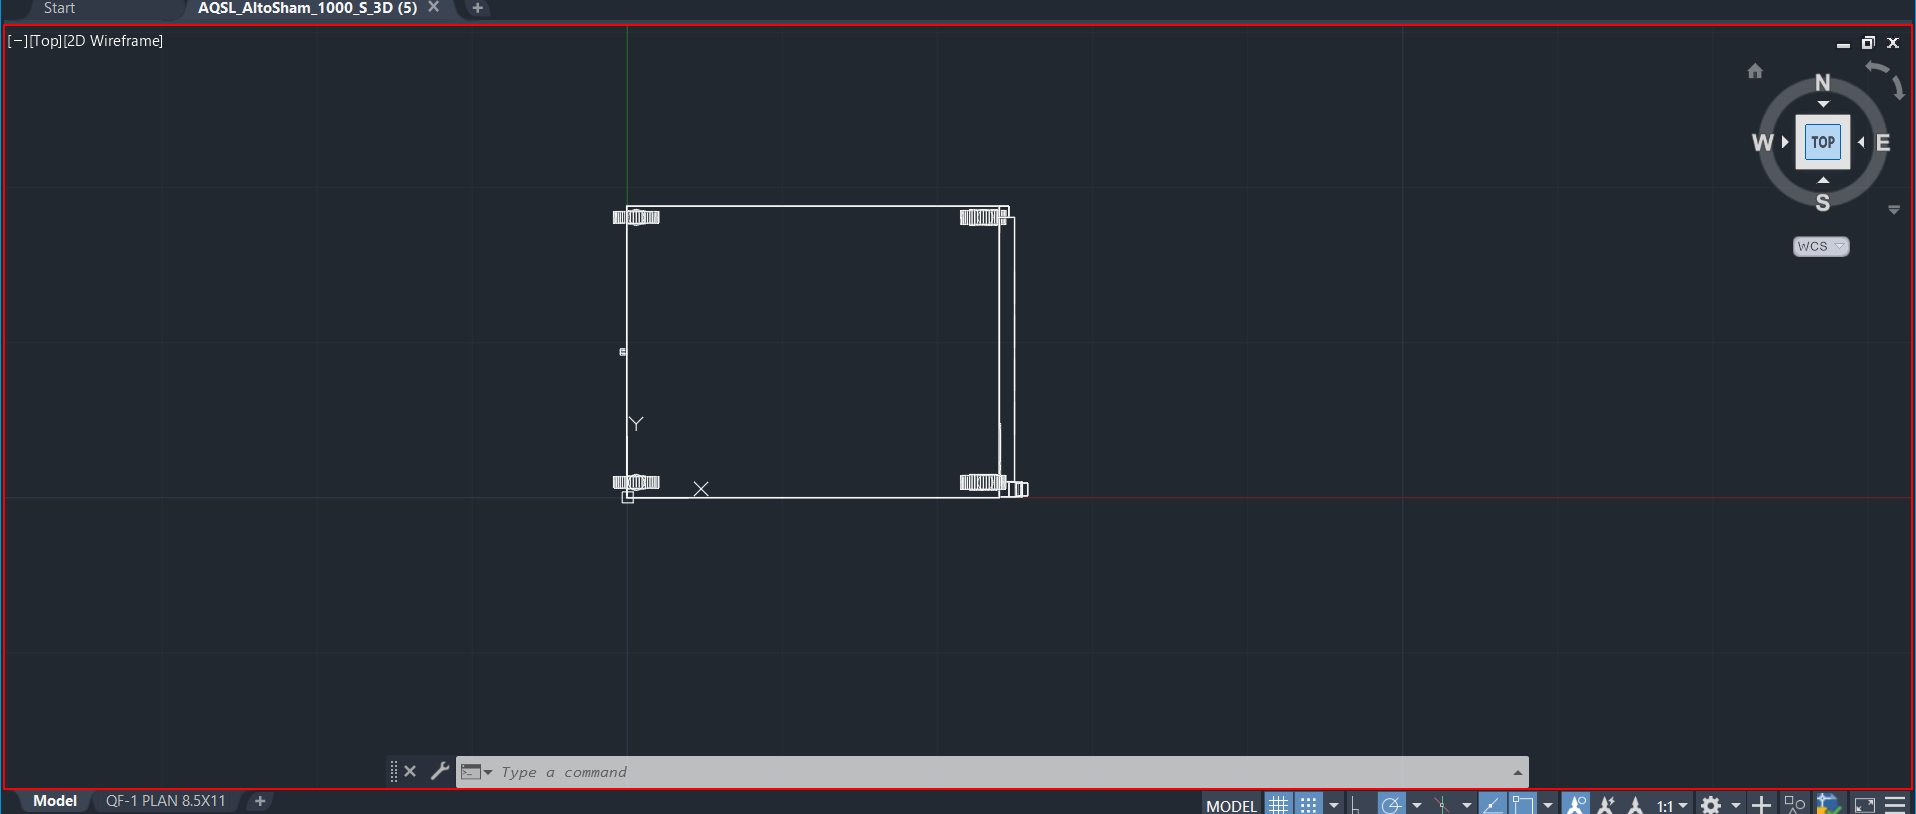 Start
AQSL_AltoSham_1000_S_3D (5)
[−][Top][2D Wireframe]
N
W
TOP
E
S
WCS
Y
X
Type a command
Model
QF-1 PLAN 8.5X11
MODEL
1:1